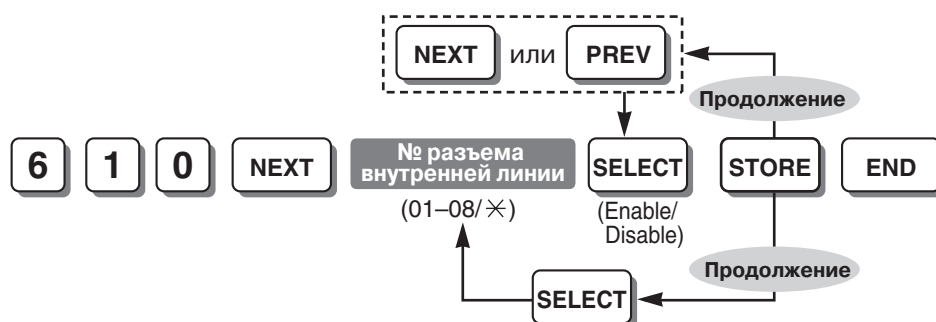 NEXT или PREV
Продолжение
6 1 0 NEXT № разъема внутренней линии SELECT STORE END
(01–08/✳) (Enable/
Disable)
Продолжение
SELECT